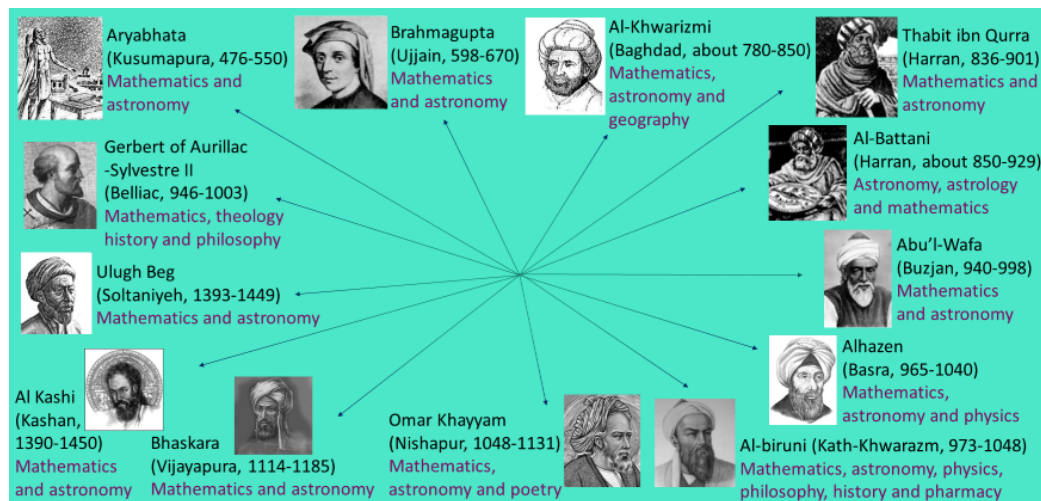 Aryabhata
(Kusumapura, 476-550)
Mathematics and
astronomy
Brahmagupta
(Ujjain, 598-670)
Mathematics
and astronomy
Al-Khwarizmi
(Baghdad, about 780-850)
Mathematics,
astronomy and
geography
Thabit ibn Qurra
(Harran, 836-901)
Mathematics and
astronomy
Gerbert of Aurillac
-Sylvestre II
(Belliac, 946-1003)
Mathematics, theology
history and philosophy
Al-Battani
(Harran, about 850-929)
Astronomy, astrology
and mathematics
Ulugh Beg
(Soltaniyeh, 1393-1449)
Mathematics and astronomy
Abu’l-Wafa
(Buzjan, 940-998)
Mathematics
and astronomy
Al Kashi
(Kashan,
1390-1450)
Mathematics
and astronomy
Bhaskara
(Vijayapura, 1114-1185)
Mathematics and astronomy
Omar Khayyam
(Nishapur, 1048-1131)
Mathematics,
astronomy and poetry
Alhazen
(Basra, 965-1040)
Mathematics,
astronomy and physics
Al-biruni (Kath-Khwarazm, 973-1048)
Mathematics, astronomy, physics,
philosophy, history and pharmacy